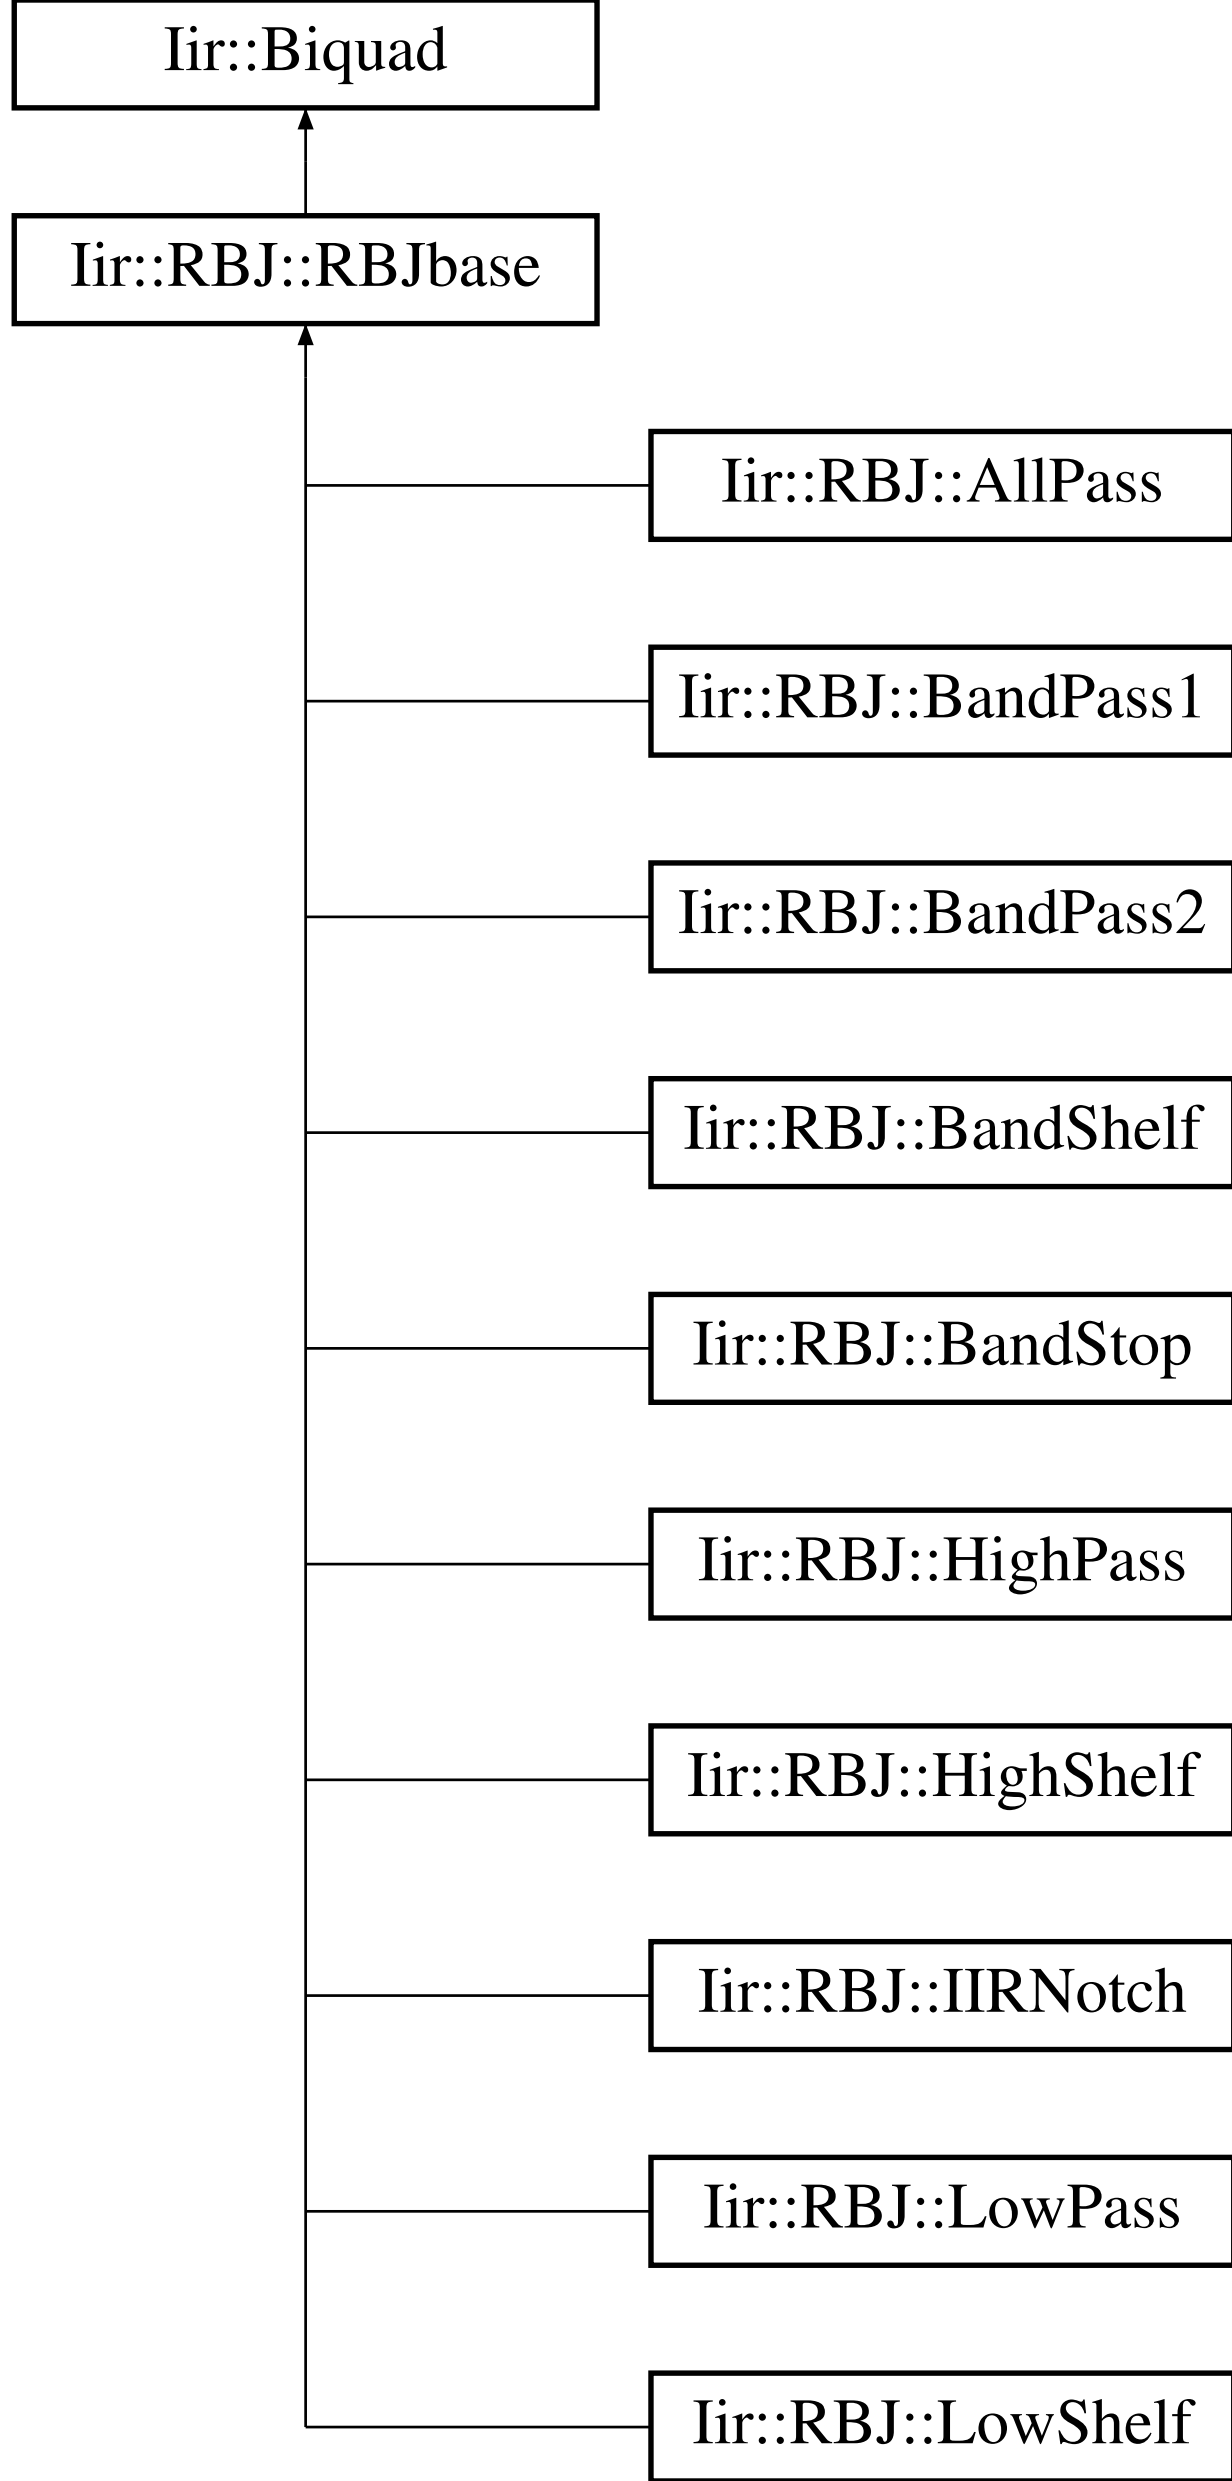 Iir::Biquad
Iir::RBJ::RBJbase
Iir::RBJ::AllPass
Iir::RBJ::BandPass1
Iir::RBJ::BandPass2
Iir::RBJ::BandShelf
Iir::RBJ::BandStop
Iir::RBJ::HighPass
Iir::RBJ::HighShelf
Iir::RBJ::IIRNotch
Iir::RBJ::LowPass
Iir::RBJ::LowShelf